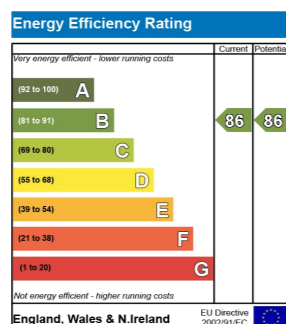 Energy Efficiency Rating
Current Potential
Very energy efficient - lower running costs
(92 to 100) A
(81 to 91) B 86 86
(69 to 80) C
(55 to 68) D
(39 to 54) E
(21 to 38) F
(1 to 20) G
Not energy efficient - higher running costs
England, Wales & N.Ireland
EU Directive
2002/91/EC